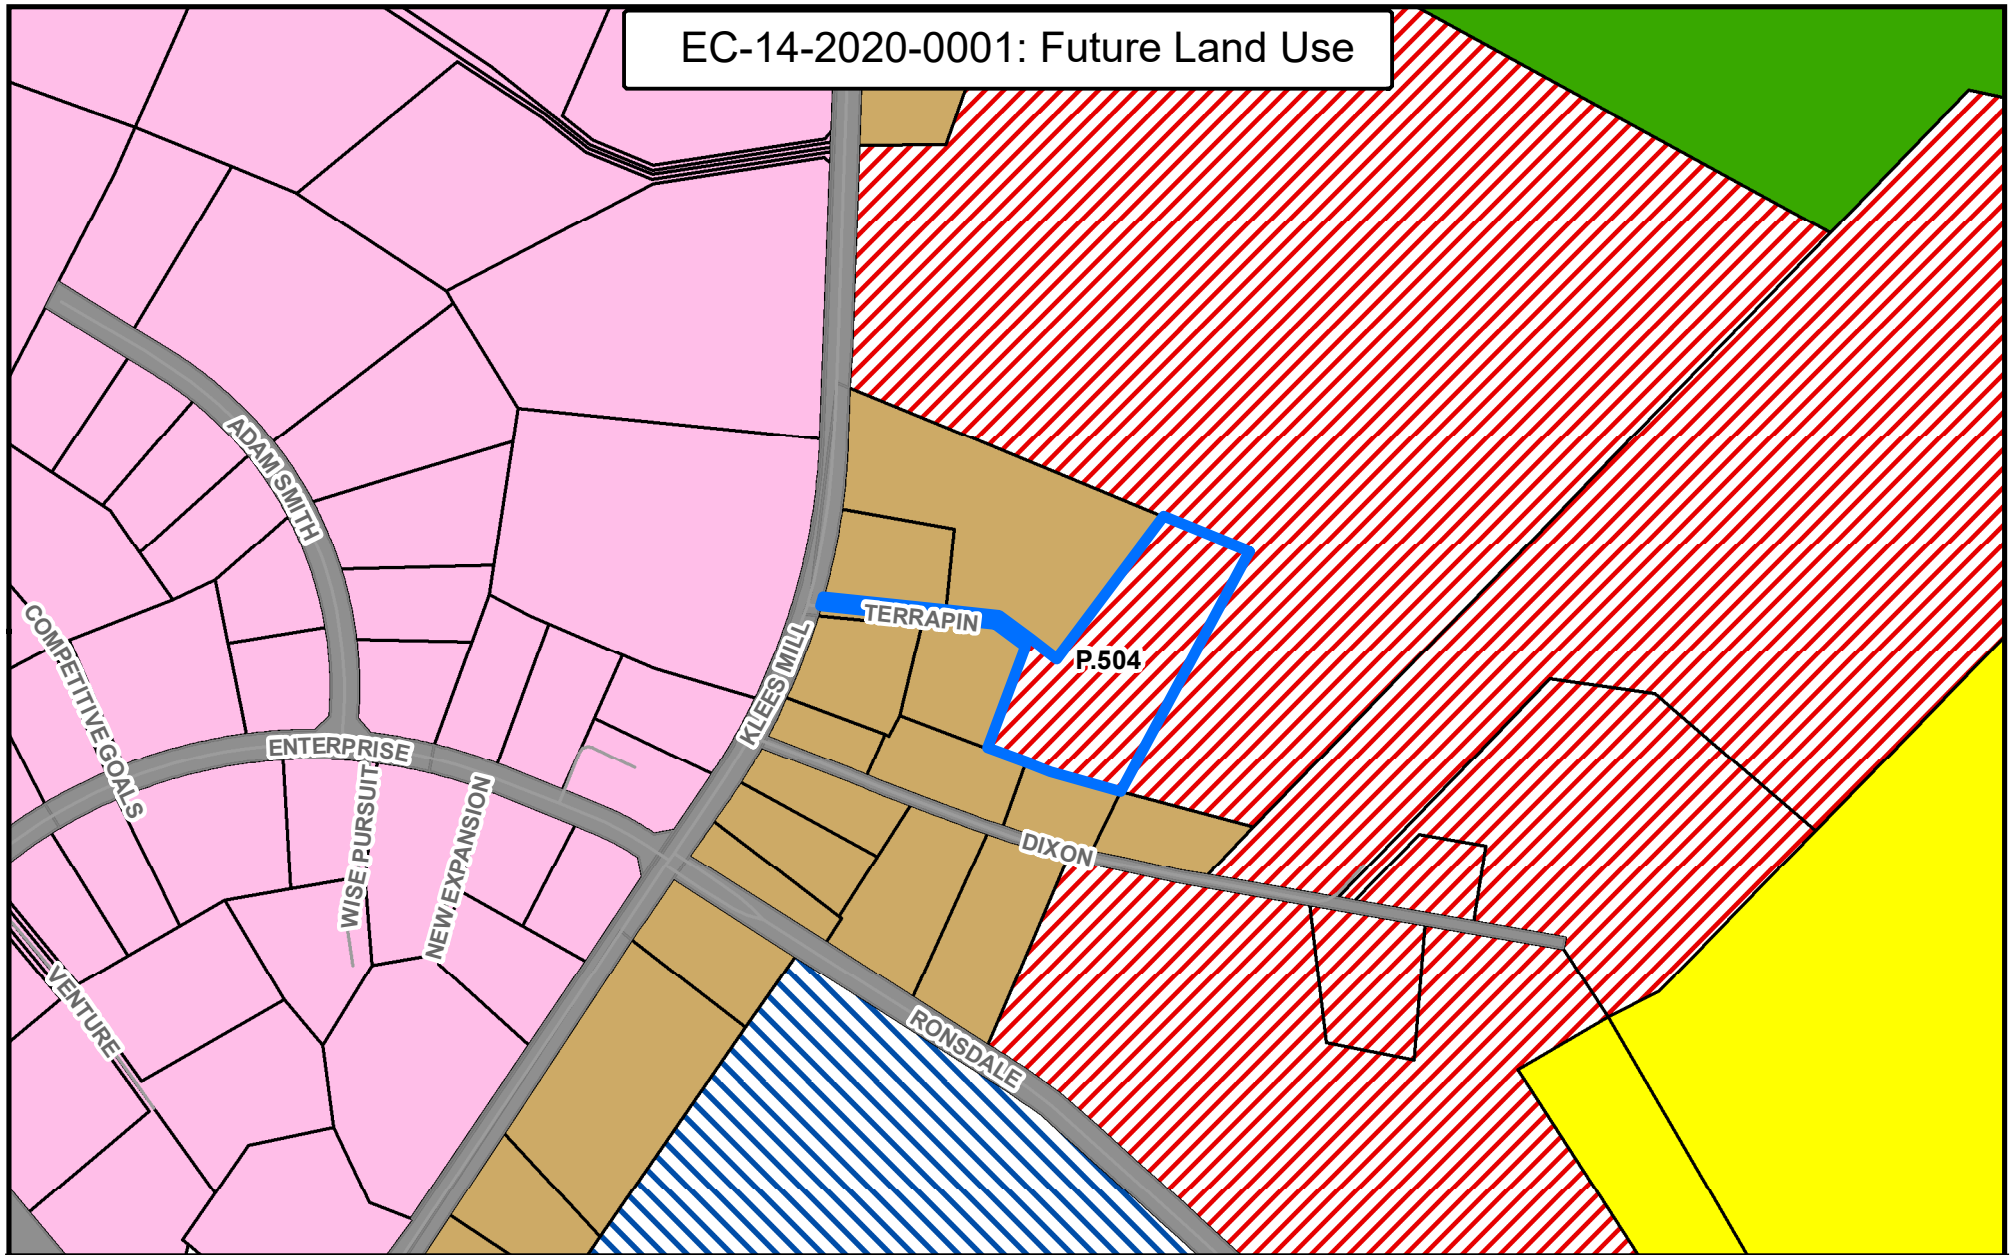 EC-14-2020-0001: Future Land Use
ADAM SMITH
COMPETITIVE GOALS
TERRAPIN
KLEES MILL
P.504
ENTERPRISE
WISE PURSUIT
NEW EXPANSION
DIXON
VENTURE
RONSDALE